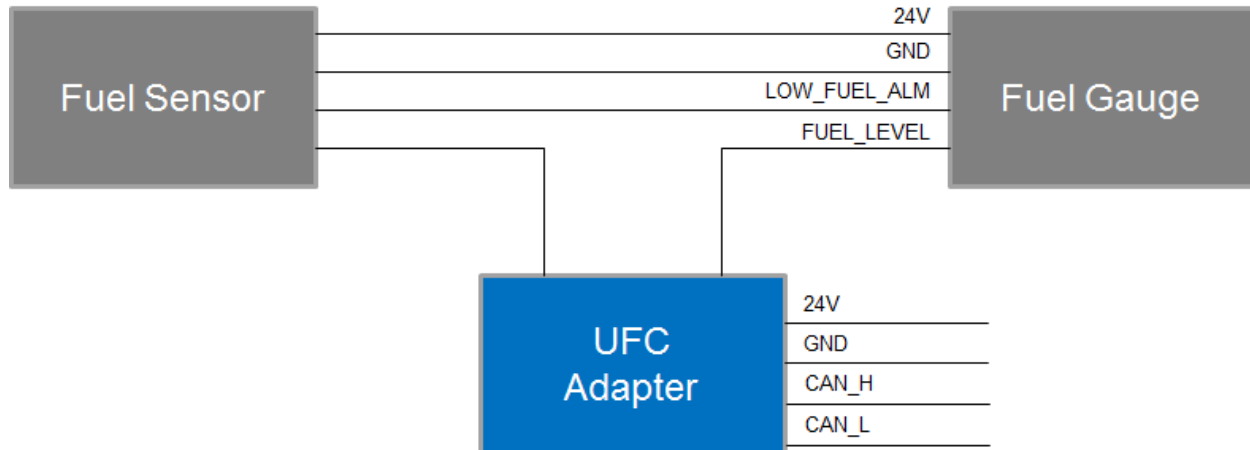 24V
GND
Fuel Sensor
LOW_FUEL_ALM
Fuel Gauge
FUEL_LEVEL
24V
UFC
GND
Adapter
CAN_H
CAN_L